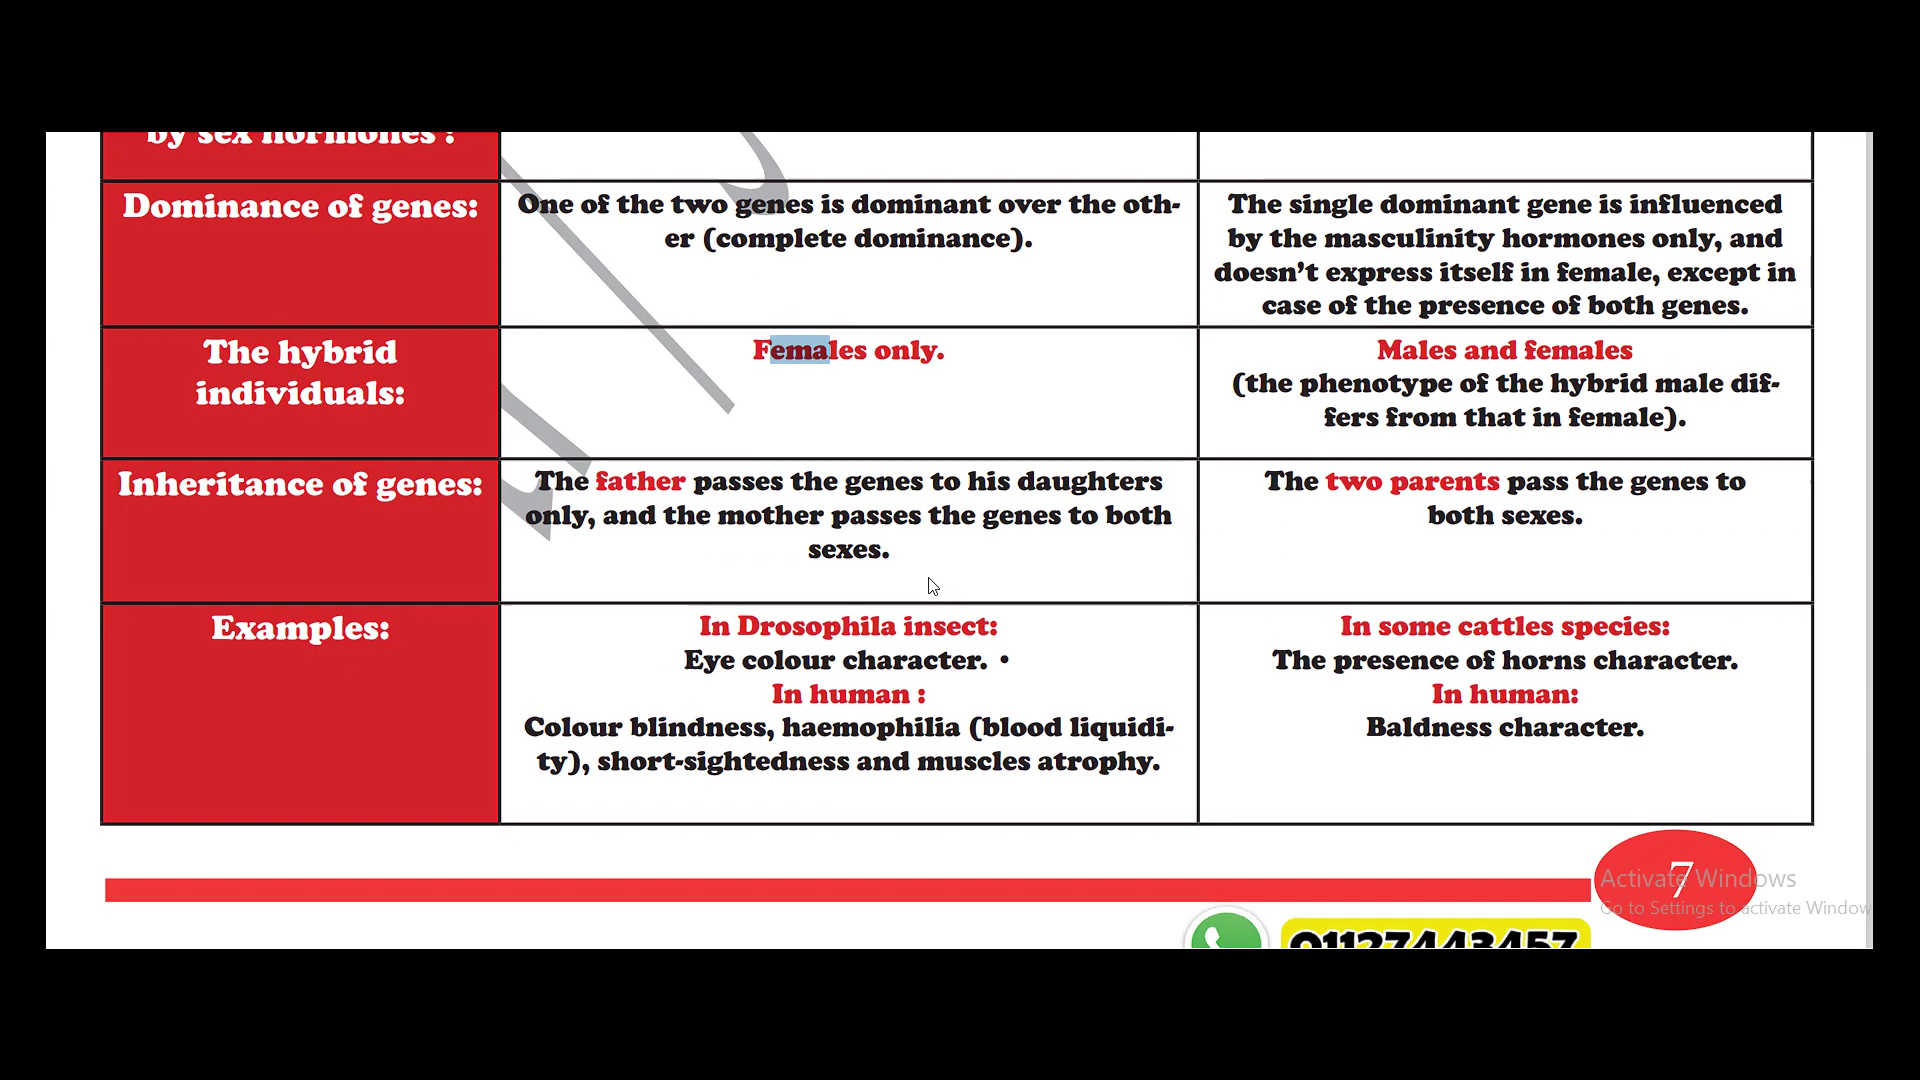 by sex hormones :
Dominance of genes:
One of the two genes is dominant over the oth-
er (complete dominance).
The single dominant gene is influenced
by the masculinity hormones only, and
doesn’t express itself in female, except in
case of the presence of both genes.
The hybrid
individuals:
Females only.
Males and females
(the phenotype of the hybrid male dif-
fers from that in female).
Inheritance of genes:
The father passes the genes to his daughters
only, and the mother passes the genes to both
sexes.
The two parents pass the genes to
both sexes.
Examples:
In Drosophila insect:
Eye colour character. •
In human :
Colour blindness, haemophilia (blood liquidi-
ty), short-sightedness and muscles atrophy.
In some cattles species:
The presence of horns character.
In human:
Baldness character.
7
Activate Windows
Go to Settings to activate Window
01127443457